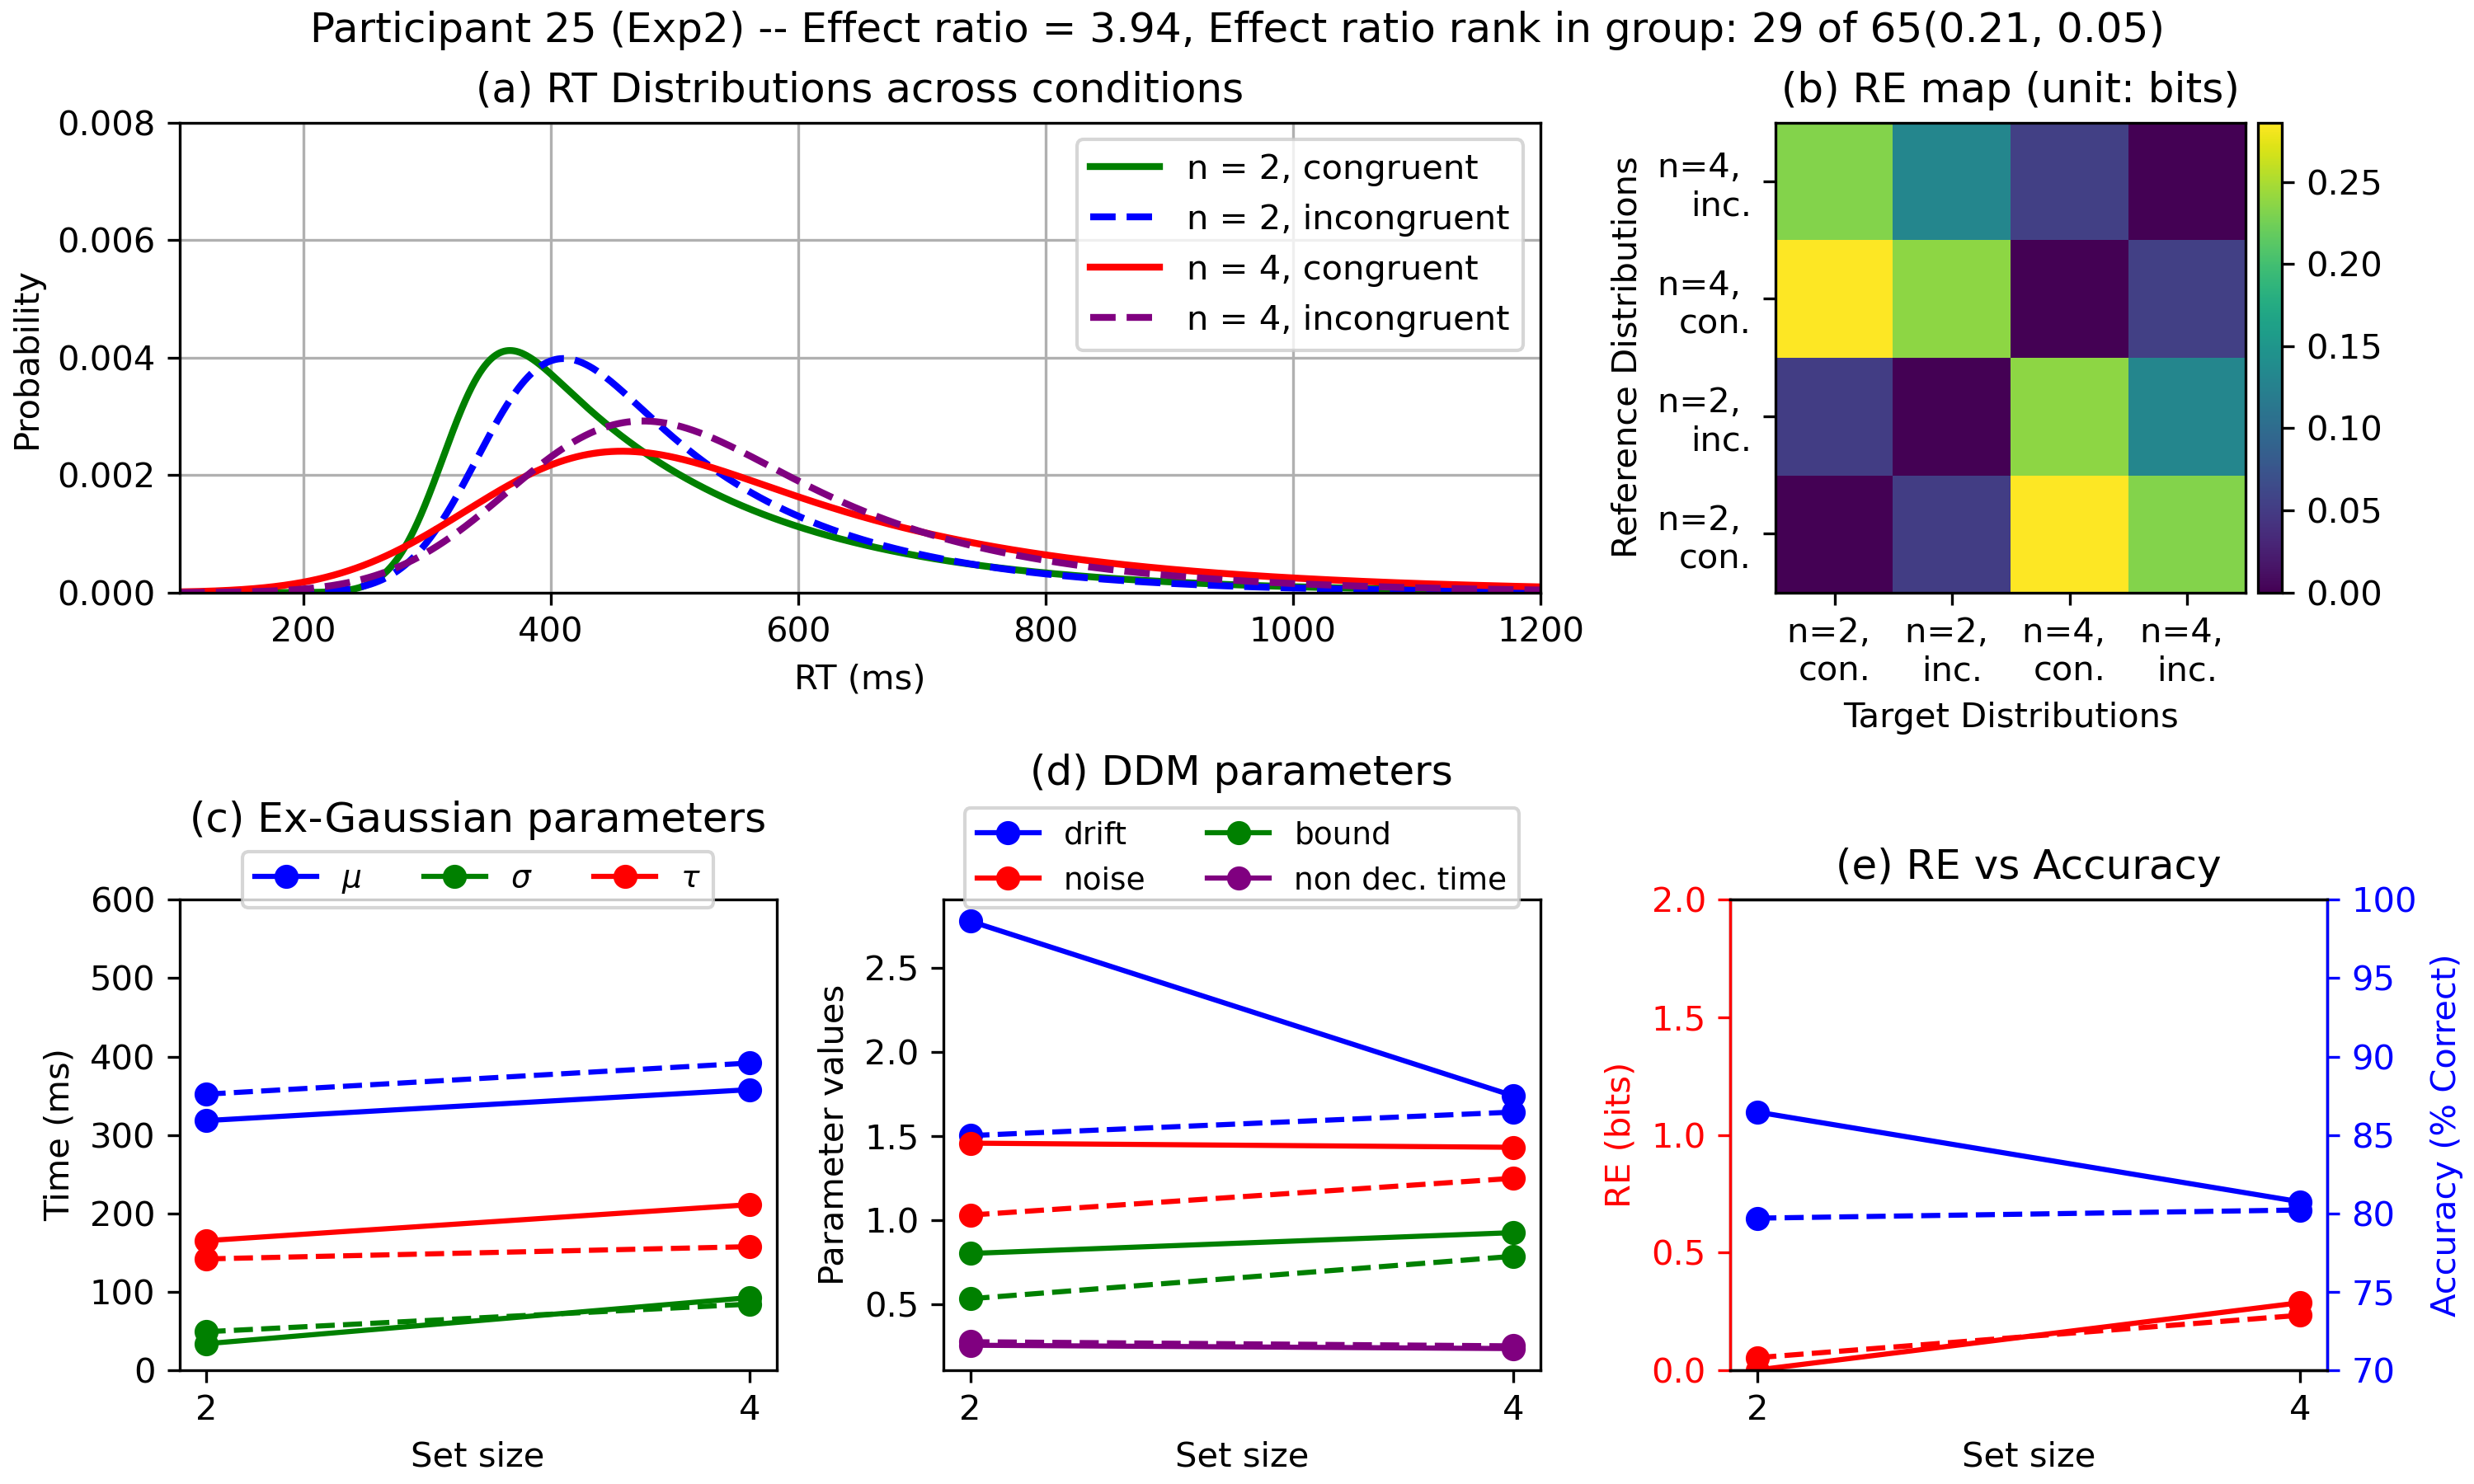 Participant 25 (Exp2) -- Effect ratio = 3.94, Effect ratio rank in group: 29 of 65(0.21, 0.05)
(a) RT Distributions across conditions
0.008
0.006
0.004
0.002
0.000
Probability
200
400
600
800
1000
1200
RT (ms)
n = 2, congruent
n = 2, incongruent
n = 4, congruent
n = 4, incongruent
(b) RE map (unit: bits)
Reference Distributions
n=4,
inc.
n=4,
con.
n=2,
inc.
n=2,
con.
n=2,
con.
n=2,
inc.
n=4,
con.
n=4,
inc.
Target Distributions
0.25
0.20
0.15
0.10
0.05
0.00
(c) Ex-Gaussian parameters
μ
σ
τ
600
500
400
300
200
100
0
Time (ms)
2
4
Set size
(d) DDM parameters
drift
noise
bound
non dec. time
2.5
2.0
1.5
1.0
0.5
Parameter values
2
4
Set size
(e) RE vs Accuracy
2.0
1.5
1.0
0.5
0.0
RE (bits)
100
95
90
85
80
75
70
Accuracy (% Correct)
2
4
Set size